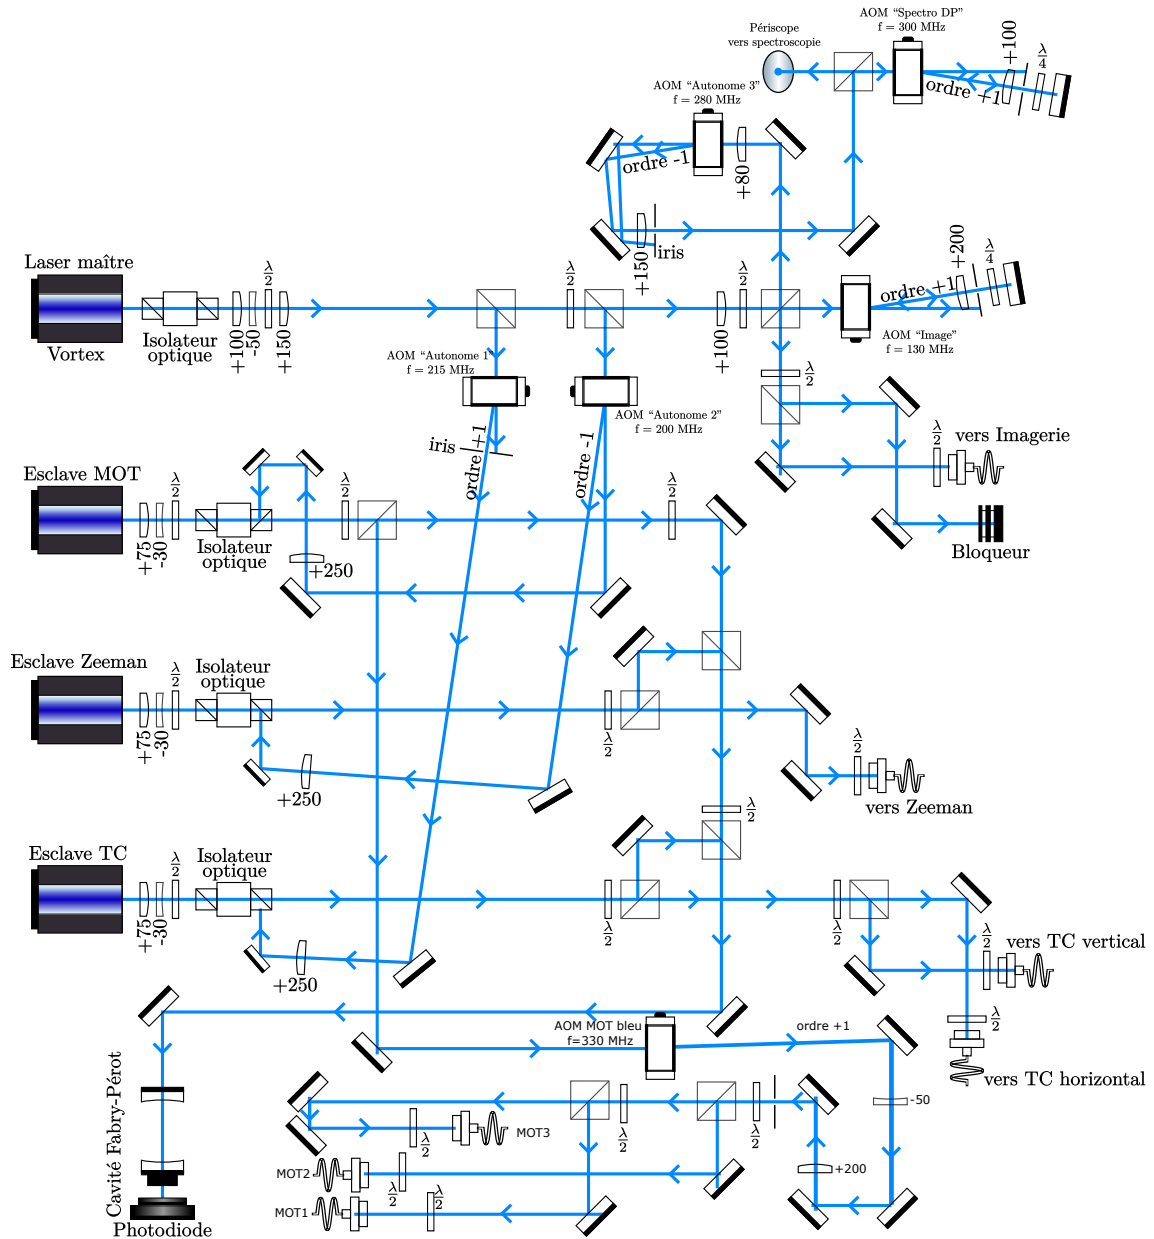 AOM “Spectro DP”
f = 300 MHz
Périscope
vers spectroscopie
+100
λ/4
ordre +1
AOM “Autonome 3”
f = 280 MHz
ordre -1
+80
+150
iris
Laser maître
Vortex
Isolateur
optique
+100
-50
λ/2
+150
λ/2
+100
λ/2
ordre +1
+200
λ/4
AOM “Image”
f = 130 MHz
AOM “Autonome 1”
f = 215 MHz
AOM “Autonome 2”
f = 200 MHz
λ/2
iris
ordre +1
ordre -1
λ/2
vers Imagerie
Bloqueur
Esclave MOT
+75
-30
λ/2
Isolateur
optique
+250
λ/2
λ/2
Esclave Zeeman
+75
-30
λ/2
Isolateur
optique
+250
λ/2
λ/2
vers Zeeman
λ/2
Esclave TC
+75
-30
λ/2
Isolateur
optique
+250
λ/2
λ/2
λ/2
vers TC vertical
λ/2
vers TC horizontal
AOM MOT bleu
f=330 MHz
ordre +1
-50
+200
λ/2
λ/2
λ/2
MOT3
MOT2
λ/2
MOT1
λ/2
Cavité Fabry-Pérot
Photodiode